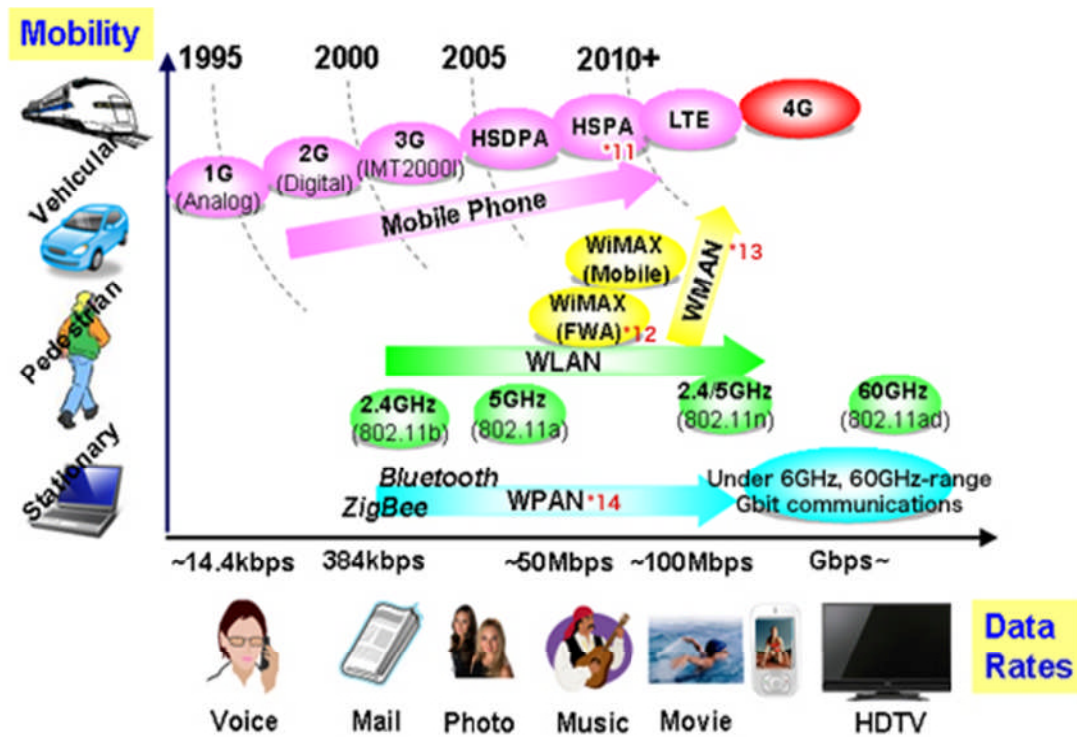 Mobility
1995
2000
2005
2010+
1G
(Analog)
2G
(Digital)
3G
(IMT2000I)
HSDPA
HSPA
*11
LTE
4G
Mobile Phone
Vehicular
WiMAX
(Mobile)
WiMAX
(FWA)*12
WMAN
*13
Pedestrian
WLAN
2.4GHz
(802.11b)
5GHz
(802.11a)
2.4/5GHz
(802.11n)
60GHz
(802.11ad)
Stationary
Bluetooth
ZigBee
WPAN*14
Under 6GHz, 60GHz-range
Gbit communications
~14.4kbps
384kbps
~50Mbps
~100Mbps
Gbps~
Data
Rates
Voice
Mail
Photo
Music
Movie
HDTV